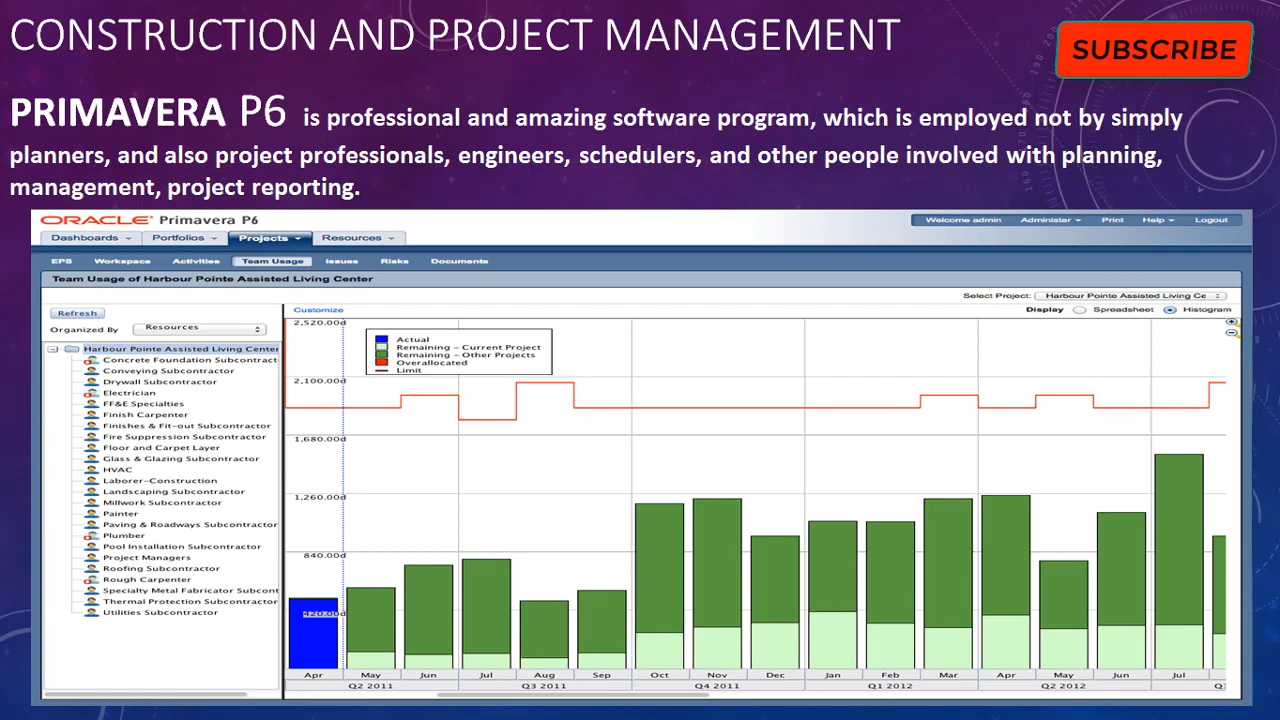 CONSTRUCTION AND PROJECT MANAGEMENT
SUBSCRIBE
PRIMAVERA P6 is professional and amazing software program, which is employed not by simply
planners, and also project professionals, engineers, schedulers, and other people involved with planning,
management, project reporting.
ORACLE Primavera P6
Welcome admin Administer Print Help Logout
Dashboards Portfolios Projects Resources
EPS Workspace Activities Team Usage Issues Risks Documents
Team Usage of Harbour Pointe Assisted Living Center
Select Project: Harbour Pointe Assisted Living Ce
Refresh
Customize
Display Spreadsheet Histogram
Organized By Resources
Harbour Pointe Assisted Living Center
Concrete Foundation Subcontract
Conveying Subcontractor
Drywall Subcontractor
Electrician
FF&E Specialties
Finish Carpenter
Finishes & Fit-out Subcontractor
Fire Suppression Subcontractor
Floor and Carpet Layer
Glass & Glazing Subcontractor
HVAC
Laborer-Construction
Landscaping Subcontractor
Millwork Subcontractor
Painter
Paving & Roadways Subcontractor
Plumber
Pool Installation Subcontractor
Project Managers
Roofing Subcontractor
Rough Carpenter
Specialty Metal Fabricator Subcont
Thermal Protection Subcontractor
Utilities Subcontractor
2,520.00d
2,100.00d
1,680.00d
1,260.00d
840.00d
420.00d
Actual
Remaining - Current Project
Remaining - Other Projects
Overallocated
Limit
Apr May Jun Jul Aug Sep Oct Nov Dec Jan Feb Mar Apr May Jun Jul
Q2 2011 Q3 2011 Q4 2011 Q1 2012 Q2 2012